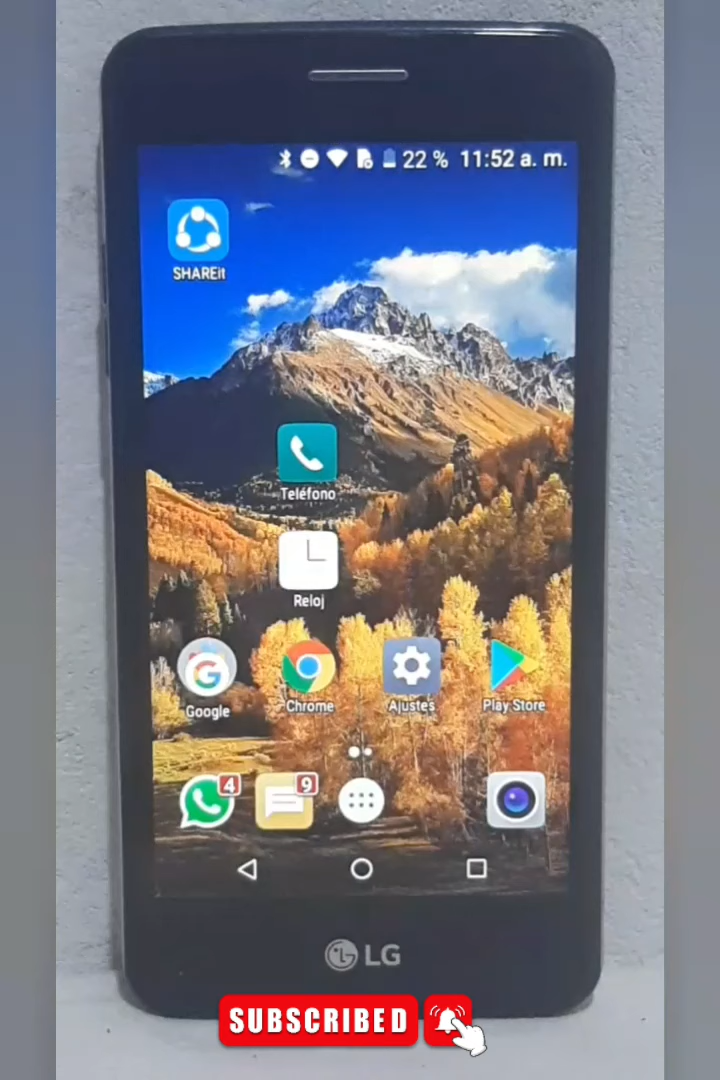 22 % 11:52 a. m.
SHAREit
Teléfono
Reloj
Google
Chrome
Ajustes
Play Store
4
9
LG
SUBSCRIBED